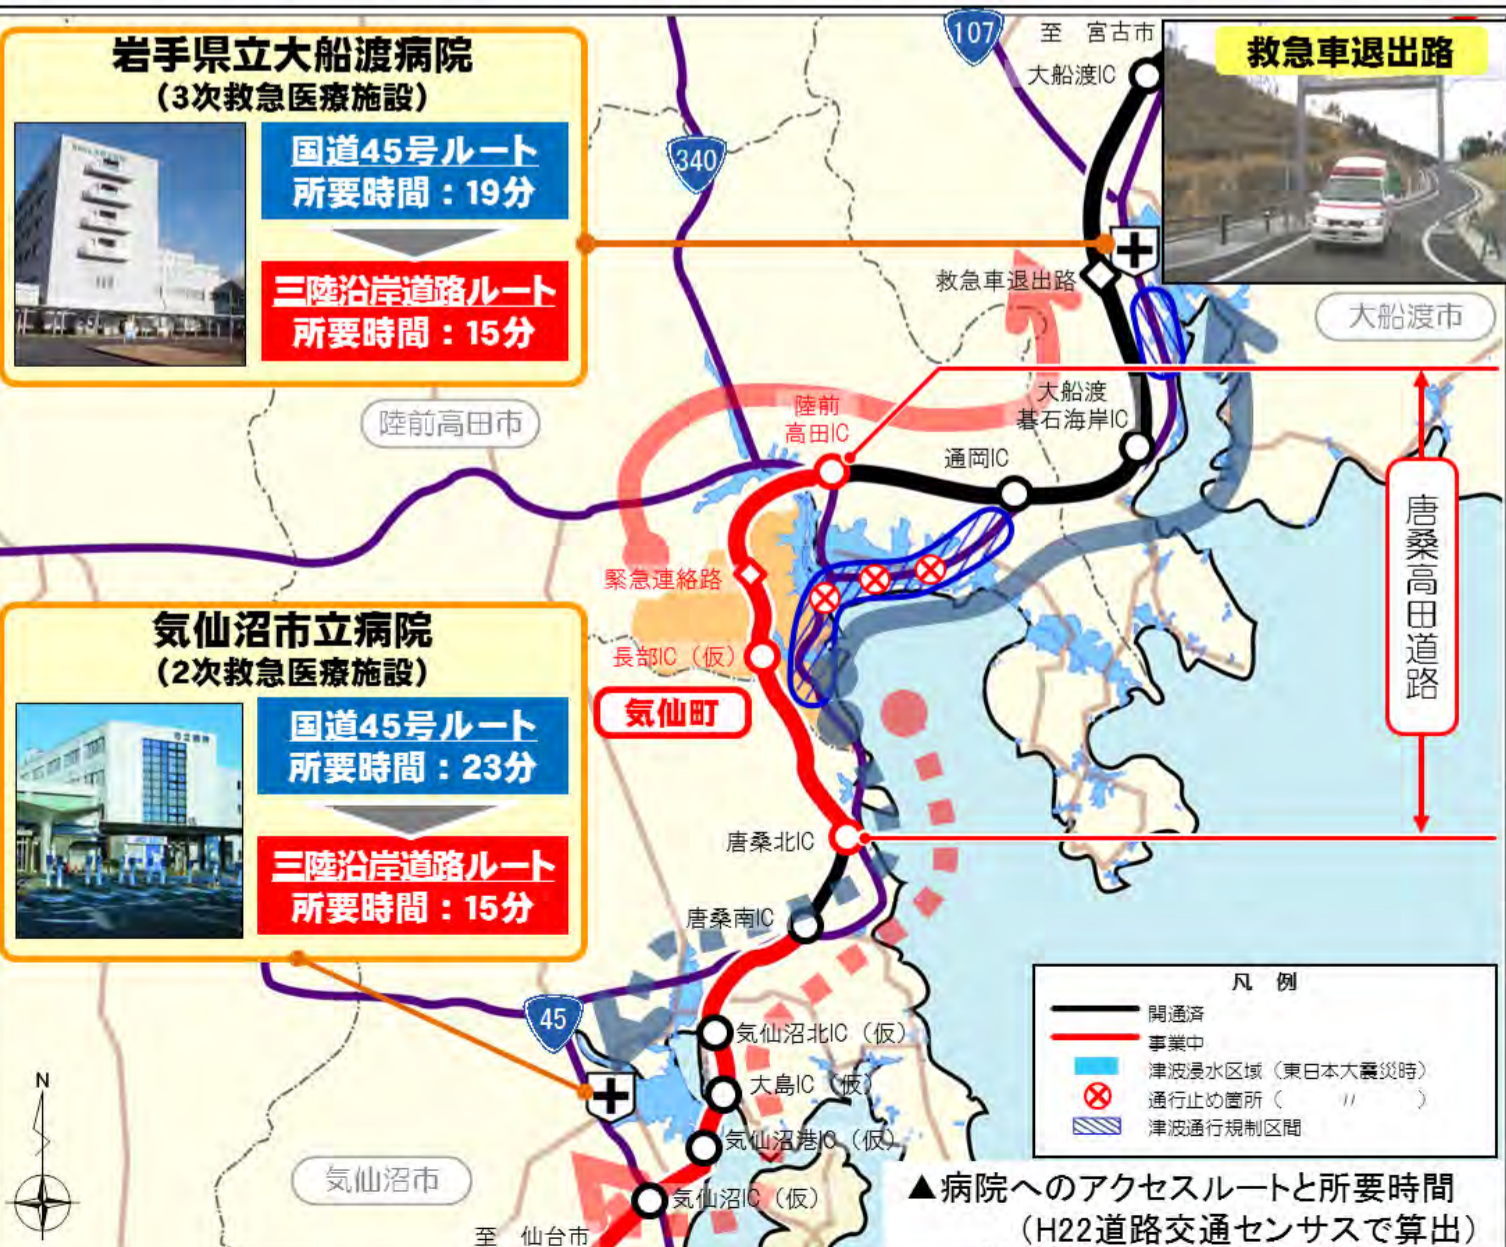 岩手県立大船渡病院
（3次救急医療施設）
国道45号ルート
所要時間：19分
三陸沿岸道路ルート
所要時間：15分
107
至 宮古市
大船渡IC
救急車退出路
340
救急車退出路
大船渡市
陸前高田市
陸前
高田IC
大船渡
碁石海岸IC
通岡IC
唐桑高田道路
緊急連絡路
長部IC（仮）
気仙町
気仙沼市立病院
（2次救急医療施設）
国道45号ルート
所要時間：23分
三陸沿岸道路ルート
所要時間：15分
唐桑北IC
唐桑南IC
45
気仙沼北IC（仮）
大島IC（仮）
気仙沼港IC（仮）
気仙沼IC（仮）
気仙沼市
至 仙台市
N
凡 例
開通済
事業中
津波浸水区域（東日本大震災時）
通行止め箇所（ 〃 ）
津波通行規制区間
▲病院へのアクセスルートと所要時間
（H22道路交通センサスで算出）